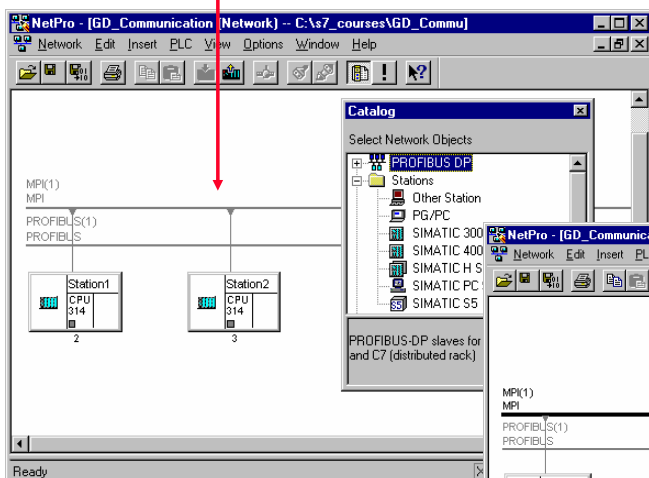 NetPro - [GD_Communication (Network) -- C:\s7_courses\GD_Commu]
Network Edit Insert PLC View Options Window Help
Catalog
Select Network Objects
PROFIBUS DP
Stations
Other Station
PG/PC
SIMATIC 300
SIMATIC 400
SIMATIC H S
SIMATIC PC
SIMATIC S5
PROFIBUS-DP slaves for
and C7 (distributed rack)
MPI(1)
MPI
PROFIBUS(1)
PROFIBUS
Station1
CPU
314
2
Station2
CPU
314
3
Ready
NetPro - [GD_Communica
Network Edit Insert PL
MPI(1)
MPI
PROFIBUS(1)
PROFIBUS